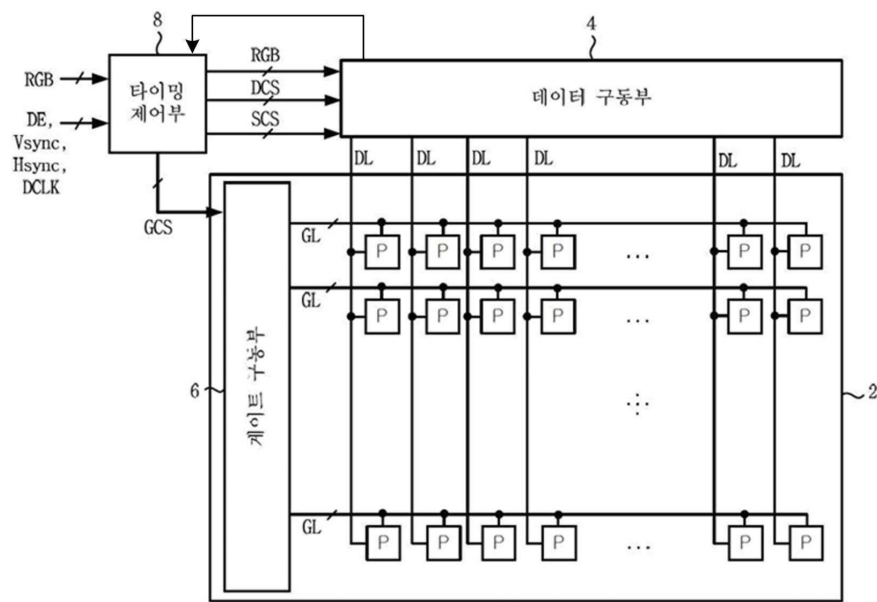 8
4
RGB
타이밍
제어부
RGB
DCS
SCS
데이터 구동부
DE,
Vsync,
Hsync,
DCLK
DL DL DL DL DL DL
GCS
GL
P P P P ... P P
GL
P P P P ... P P
게이트 구동부
6
2
GL
P P P P ... P P